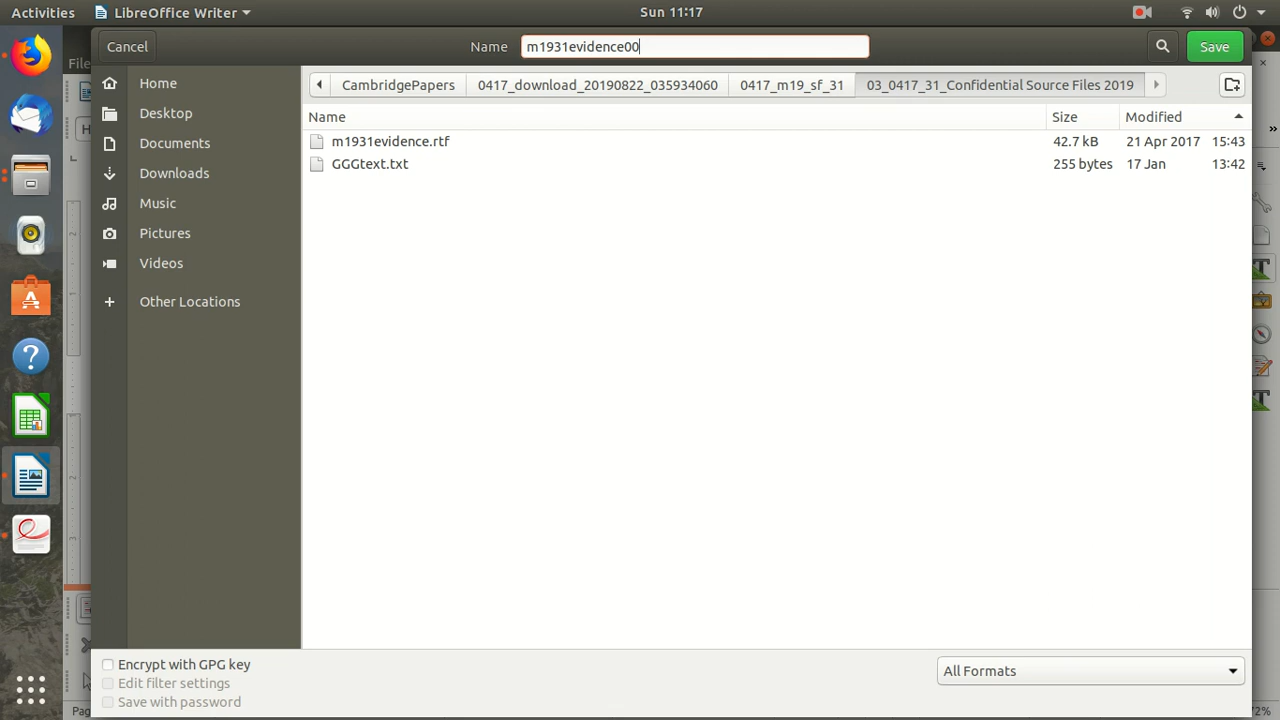 Activities LibreOffice Writer Sun 11:17
Cancel Name m1931evidence00 Save
File
Home CambridgePapers 0417_download_20190822_035934060 0417_m19_sf_31 03_0417_31_Confidential Source Files 2019
Desktop Name Size Modified
Documents m1931evidence.rtf 42.7 kB 21 Apr 2017 15:43
Downloads GGGtext.txt 255 bytes 17 Jan 13:42
Music
Pictures
Videos
Other Locations
Encrypt with GPG key All Formats
Edit filter settings
Save with password